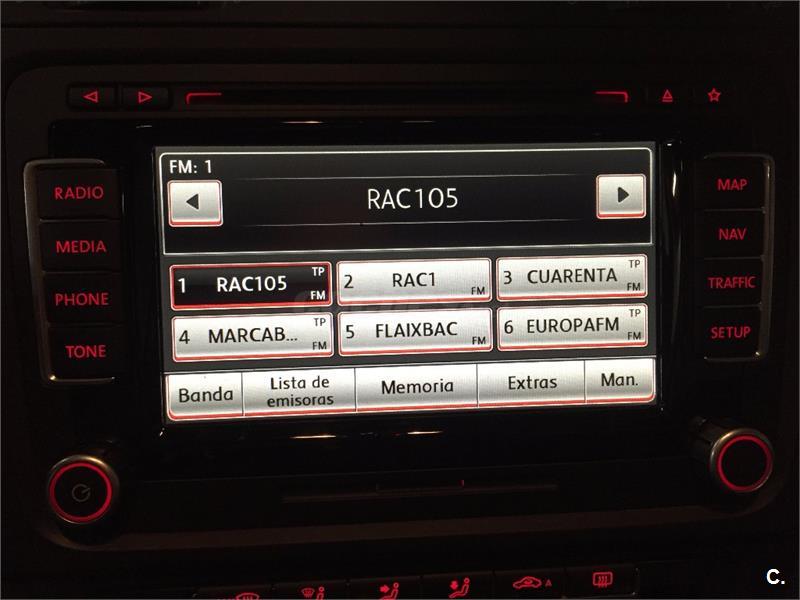 FM: 1
RAC105
RADIO
MEDIA
PHONE
TONE
MAP
NAV
TRAFFIC
SETUP
1 RAC105 TP FM
2 RAC1 FM
3 CUARENTA TP FM
4 MARCAB... TP FM
5 FLAIXBAC FM
6 EUROPAFM TP FM
Banda
Lista de
emisoras
Memoria
Extras
Man.
A
C.